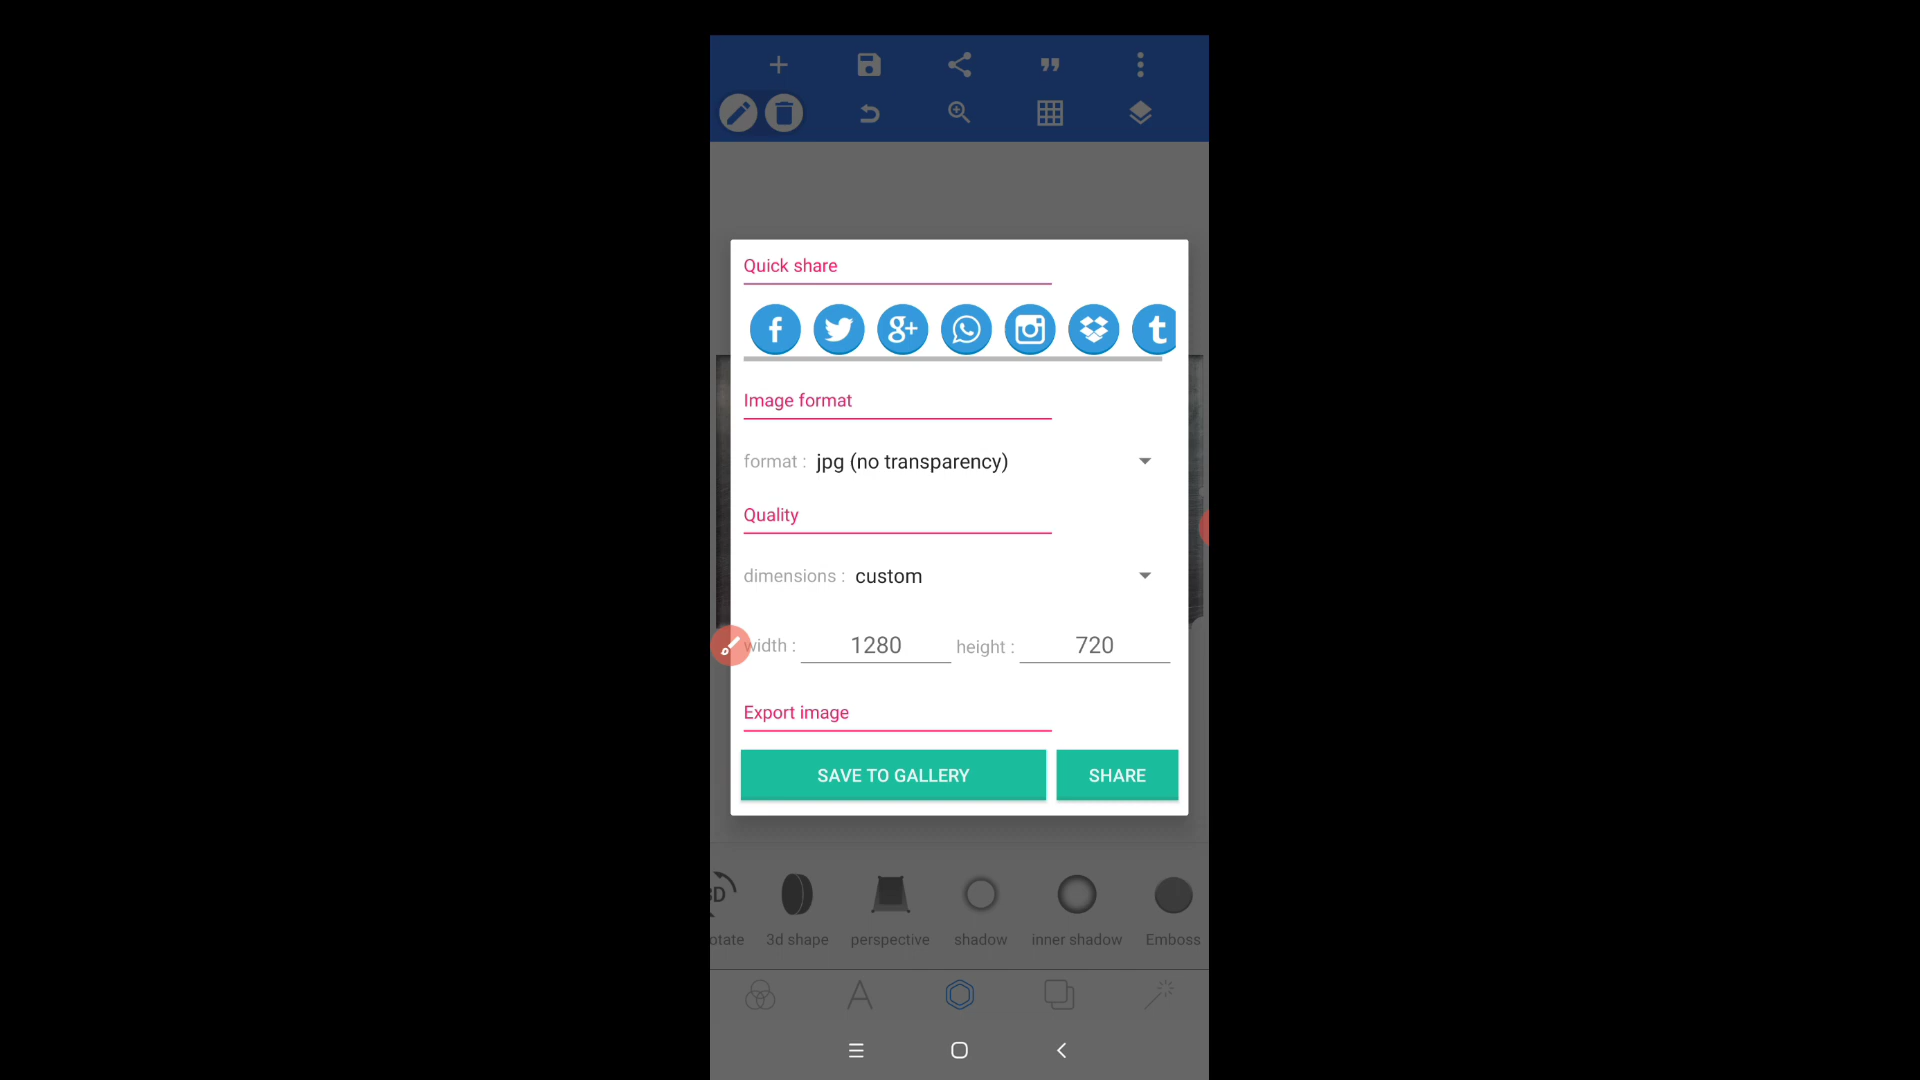 Quick share
Image format
format : jpg (no transparency)
Quality
dimensions : custom
width : 1280 height : 720
Export image
SAVE TO GALLERY SHARE
3D
otate 3d shape perspective shadow inner shadow Emboss